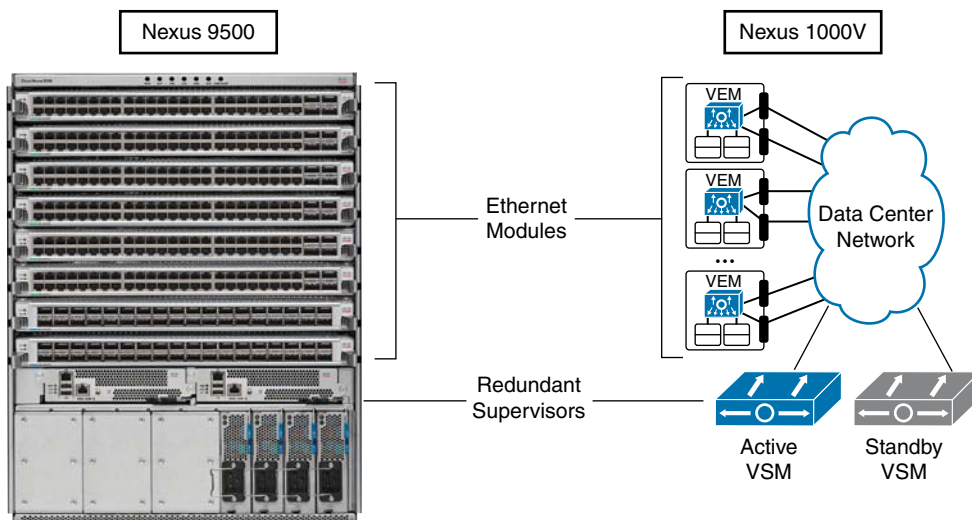 Nexus 9500
Nexus 1000V
VEM
VEM
...
VEM
Ethernet
Modules
Data Center
Network
Redundant
Supervisors
Active
VSM
Standby
VSM